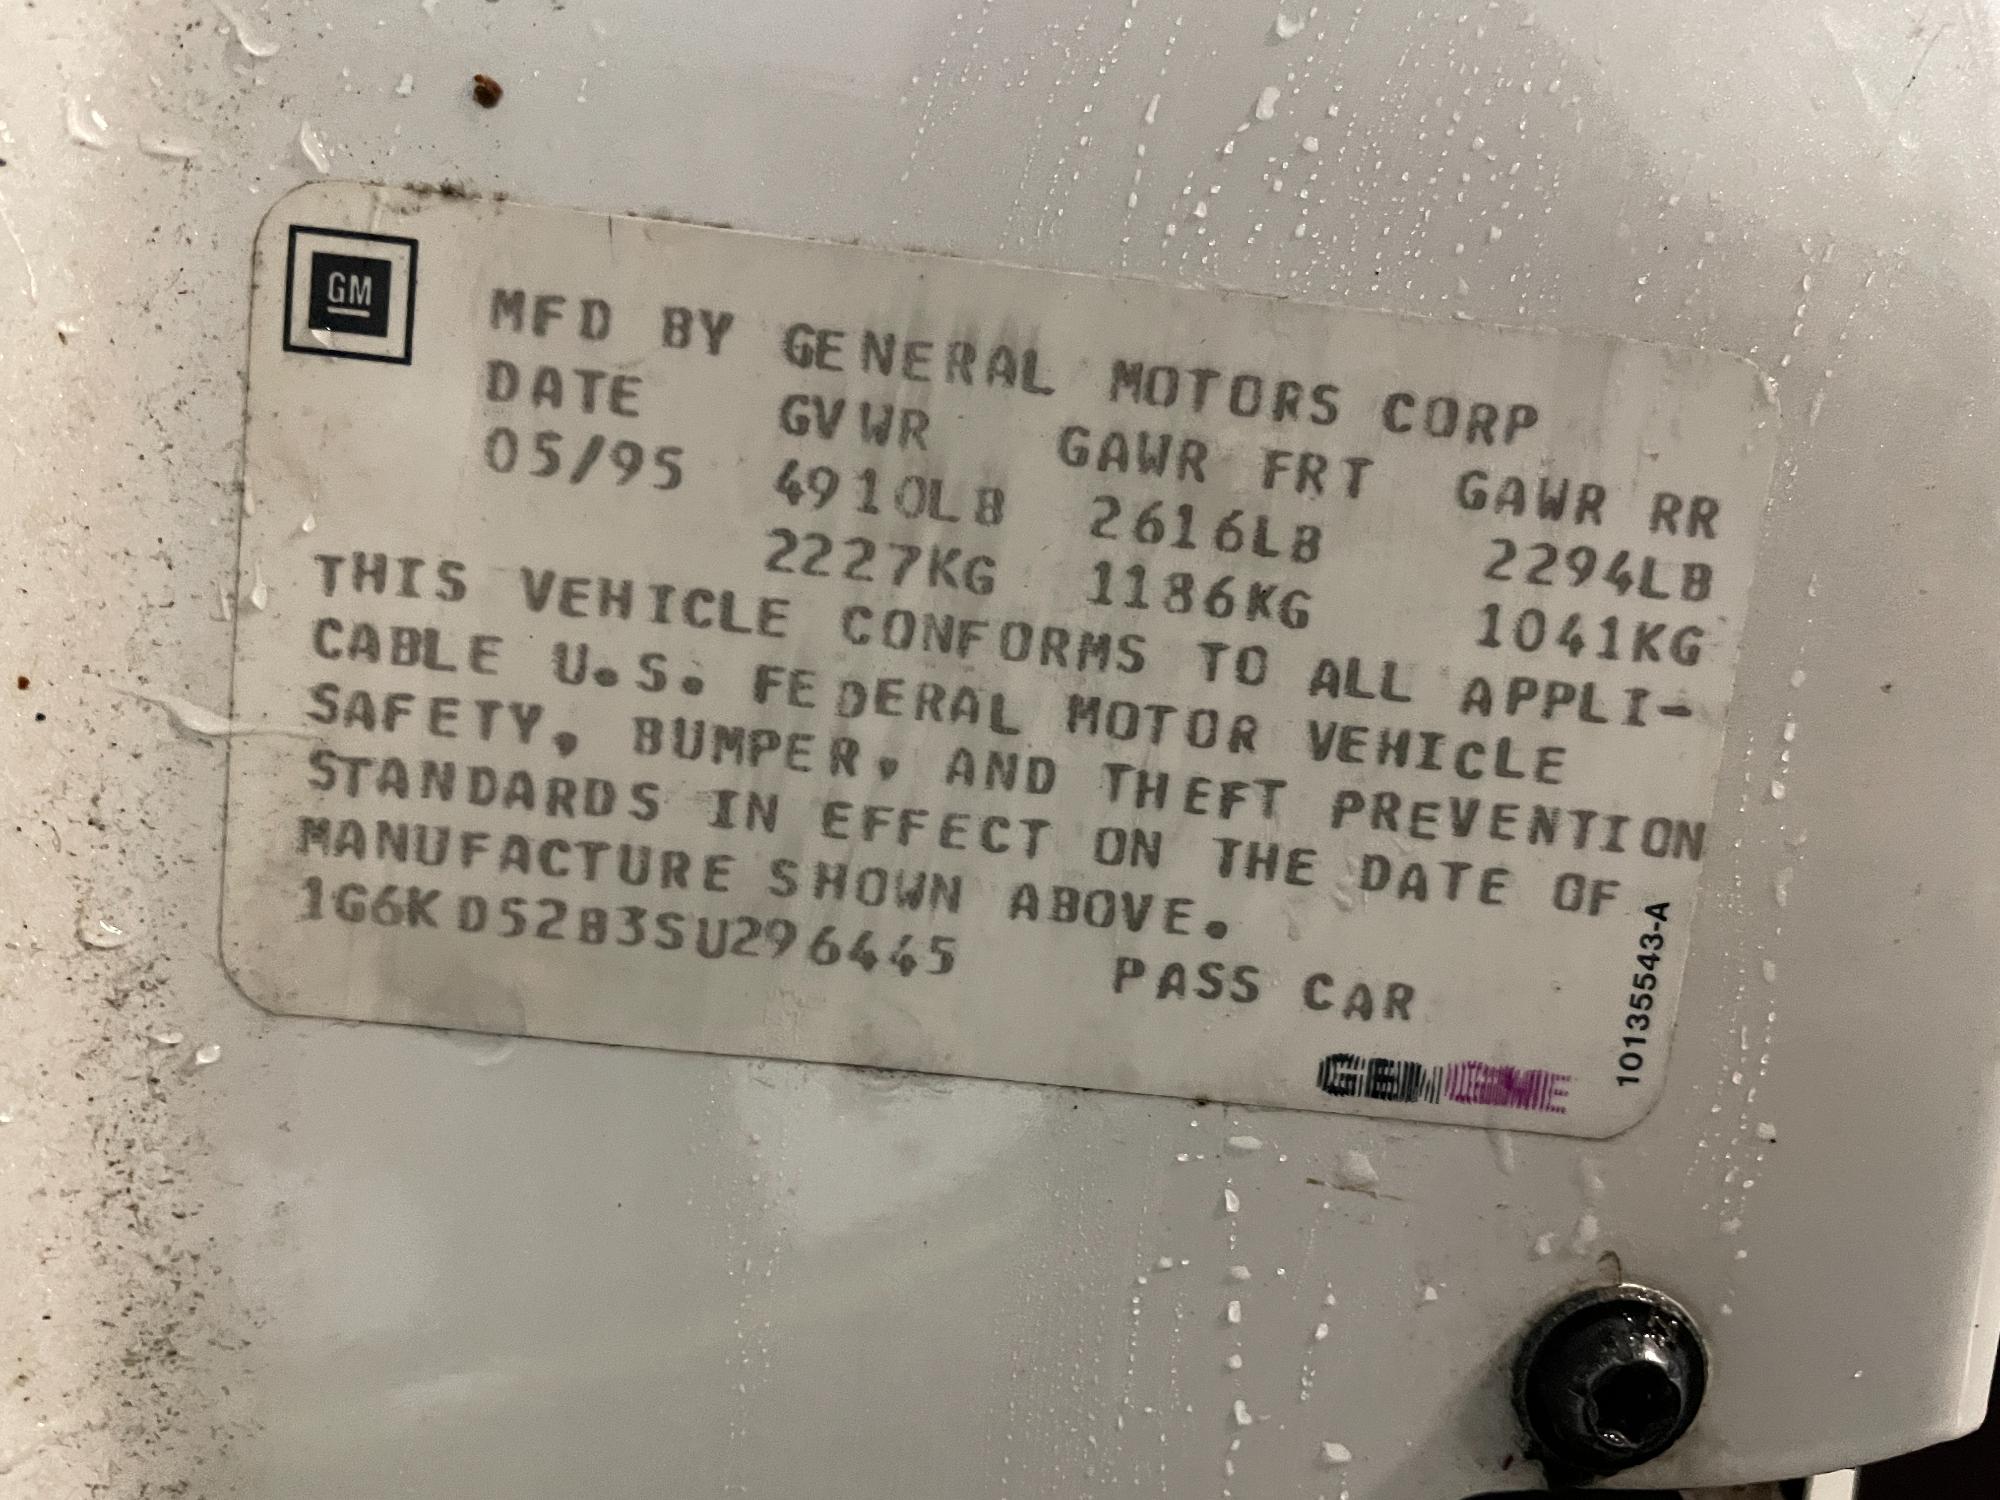 GM
MFD BY GENERAL MOTORS CORP
DATE GVWR GAWR FRT GAWR RR
05/95 4910LB 2616LB 2294LB
2227KG 1186KG 1041KG
THIS VEHICLE CONFORMS TO ALL APPLI-
CABLE U.S. FEDERAL MOTOR VEHICLE
SAFETY, BUMPER, AND THEFT PREVENTION
STANDARDS IN EFFECT ON THE DATE OF
MANUFACTURE SHOWN ABOVE.
1G6KD52B3SU296445 PASS CAR
10135543-A